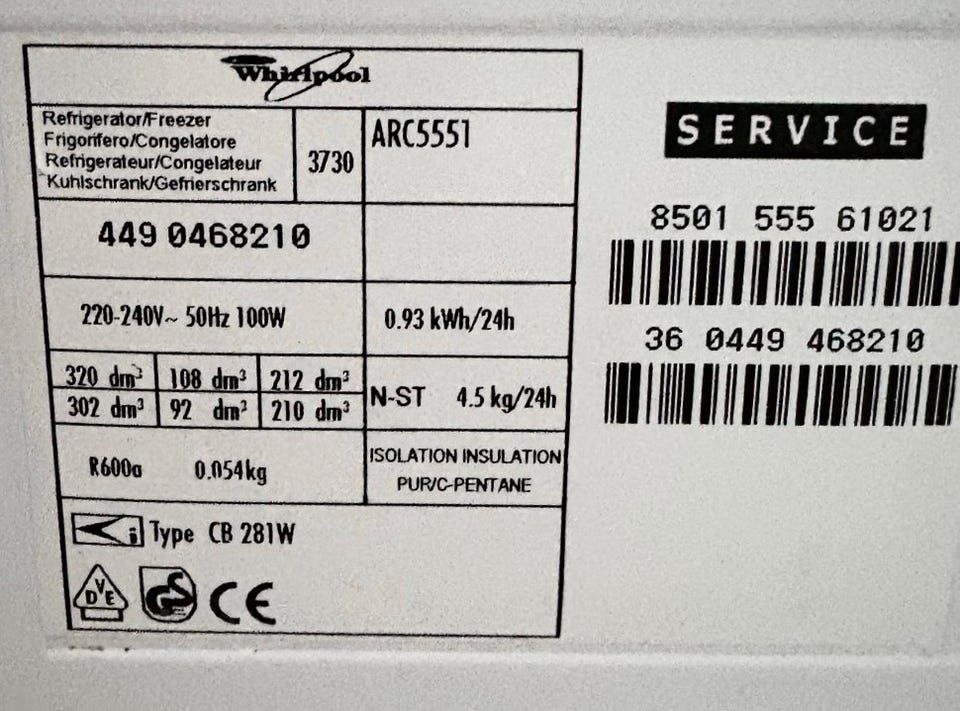 Whirlpool
Refrigerator/Freezer
Frigorifero/Congelatore
Refrigerateur/Congelateur
Kuhlschrank/Gefrierschrank
3730
ARC5551
449 0468210
220-240V~ 50Hz 100W
0.93 kWh/24h
320 dm³ 108 dm³ 212 dm³
302 dm³ 92 dm³ 210 dm³
N-ST 4.5 kg/24h
R600a 0.054kg
ISOLATION INSULATION
PUR/C-PENTANE
i Type CB 281W
DVE GS CE
SERVICE
8501 555 61021
36 0449 468210